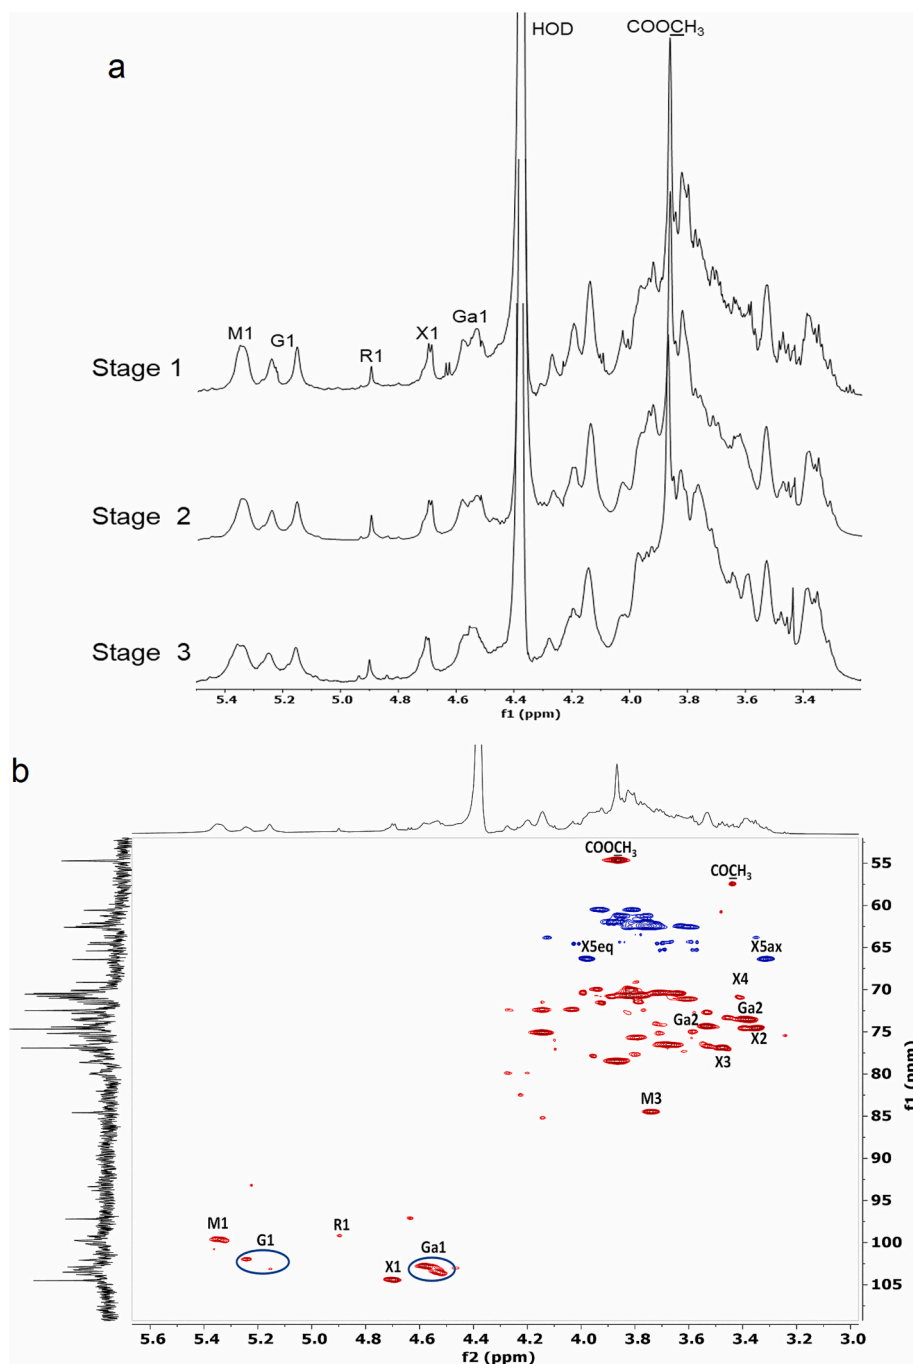 a
HOD
COOCH3
M1
G1
R1
X1
Ga1
Stage 1
Stage 2
Stage 3
5.4 5.2 5.0 4.8 4.6 4.4 4.2 4.0 3.8 3.6 3.4
f1 (ppm)
b
COOCH3
COCH3
X5eq
X5ax
X4
Ga2
Ga2
X2
X3
M3
M1
G1
R1
X1
Ga1
55
60
65
70
75
80
85
90
95
100
105
f1 (ppm)
5.6 5.4 5.2 5.0 4.8 4.6 4.4 4.2 4.0 3.8 3.6 3.4 3.2 3.0
f2 (ppm)